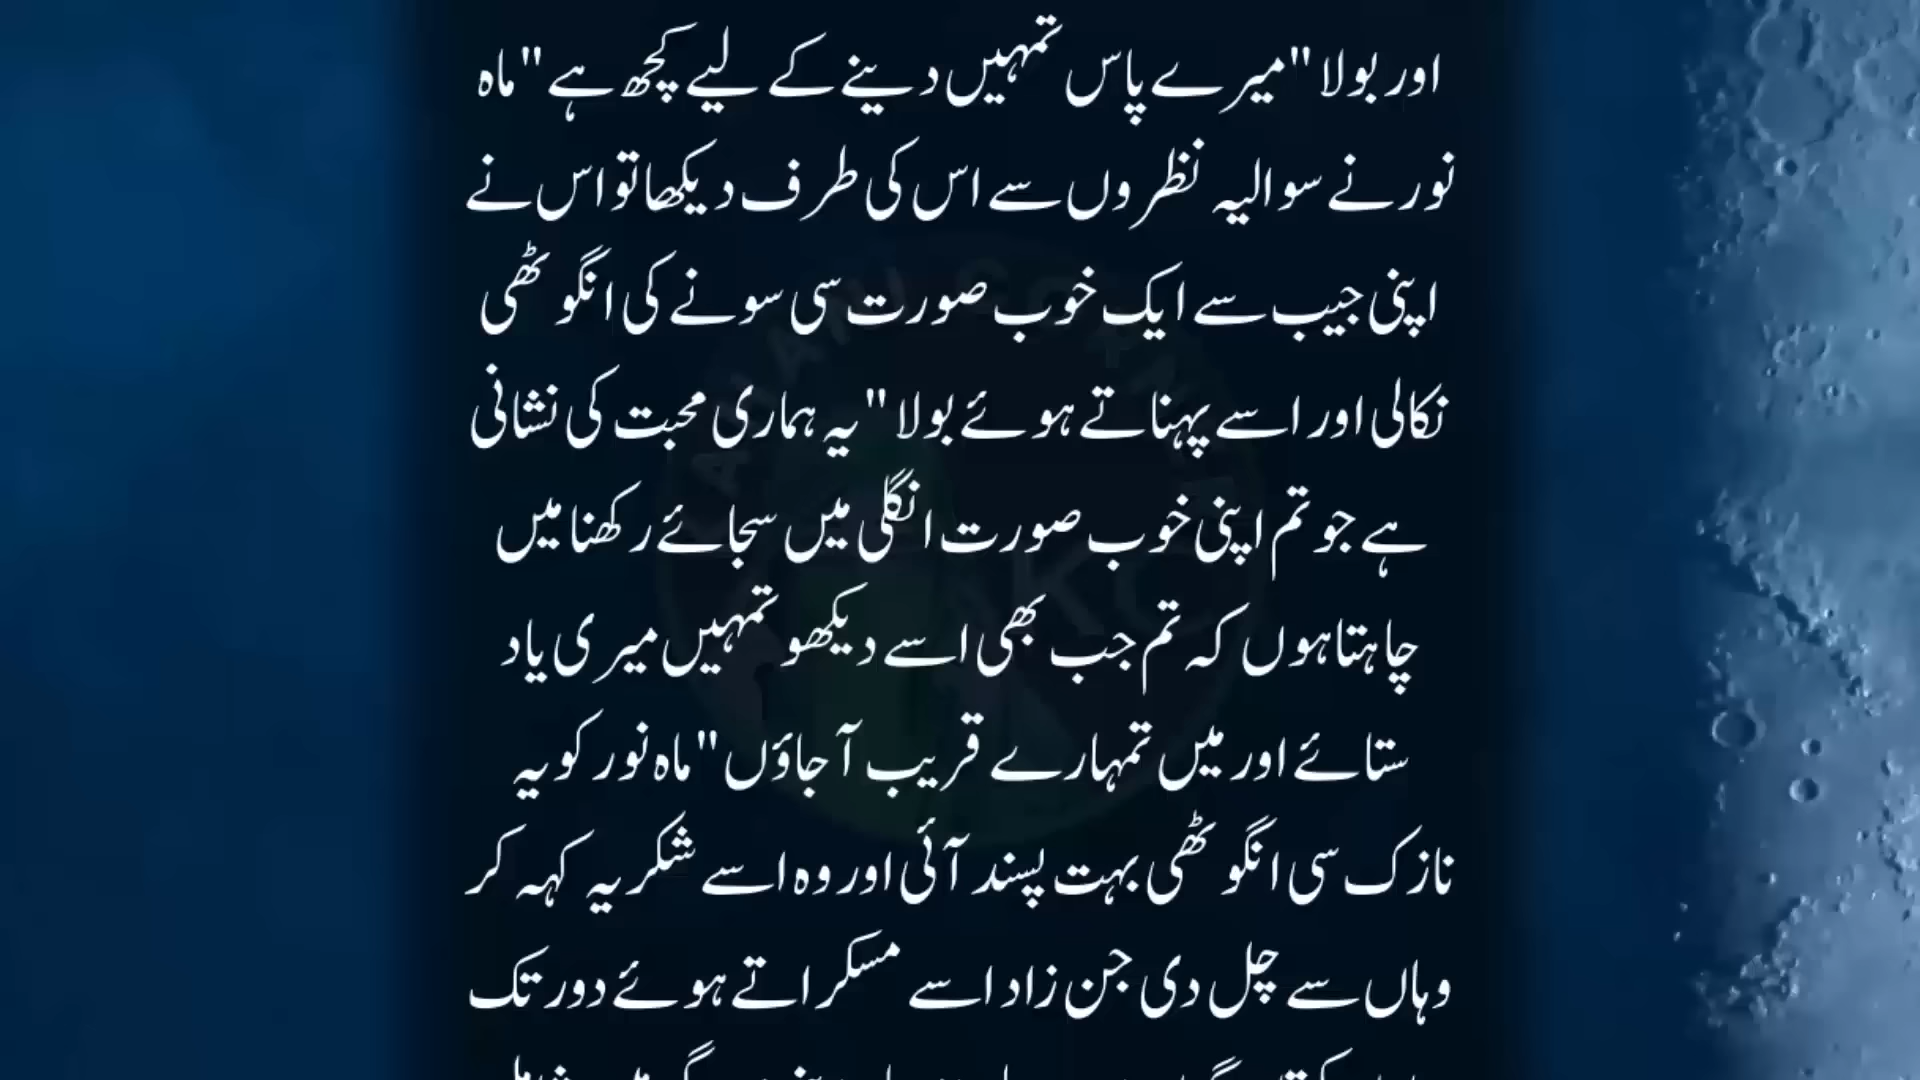 اور بولا "میرے پاس تمہیں دینے کے لیے کچھ ہے" ماہ
نور نے سوالیہ نظروں سے اس کی طرف دیکھا تو اس نے
اپنی جیب سے ایک خوب صورت سی سونے کی انگوٹھی
نکالی اور اسے پہناتے ہوئے بولا "یہ ہماری محبت کی نشانی
ہے جو تم اپنی خوب صورت انگلی میں سجائے رکھنا میں
چاہتا ہوں کہ تم جب بھی اسے دیکھو تمہیں میری یاد
ستائے اور میں تمہارے قریب آ جاؤں" ماہ نور کو یہ
نازک سی انگوٹھی بہت پسند آئی اور وہ اسے شکریہ کہہ کر
وہاں سے چل دی جن زاد اسے مسکراتے ہوئے دور تک